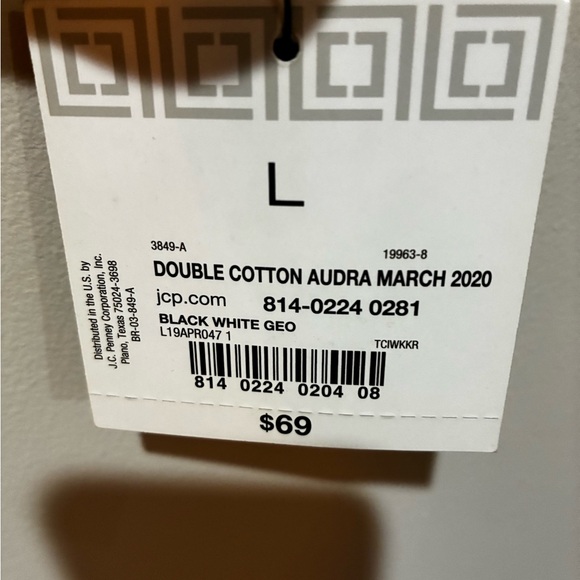 L
3849-A 19963-8
DOUBLE COTTON AUDRA MARCH 2020
jcp.com 814-0224 0281
BLACK WHITE GEO
L19APR047 1 TCIWKKR
814 0224 0204 08
$69
Distributed in the U.S. by
J.C. Penney Corporation, Inc.
Plano, Texas 75024-3698
BR-03-849-A